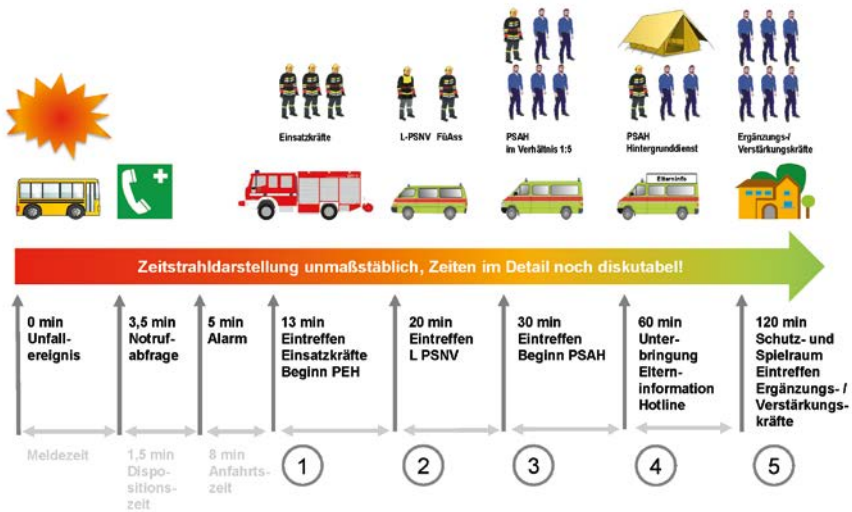 Einsatzkräfte
L-PSNV FüAss
PSAH
im Verhältnis 1:5
PSAH
Hintergrunddienst
Ergänzungs-/
Verstärkungskräfte
Elterninfo
Zeitstrahldarstellung unmaßstäblich, Zeiten im Detail noch diskutabel!
0 min
Unfall-
ereignis
3,5 min
Notruf-
abfrage
5 min
Alarm
13 min
Eintreffen
Einsatzkräfte
Beginn PEH
20 min
Eintreffen
L PSNV
30 min
Eintreffen
Beginn PSAH
60 min
Unter-
bringung
Eltern-
information
Hotline
120 min
Schutz- und
Spielraum
Eintreffen
Ergänzungs- /
Verstärkungs-
kräfte
Meldezeit
1,5 min
Dispo-
sitions-
zeit
8 min
Anfahrts-
zeit
1
2
3
4
5